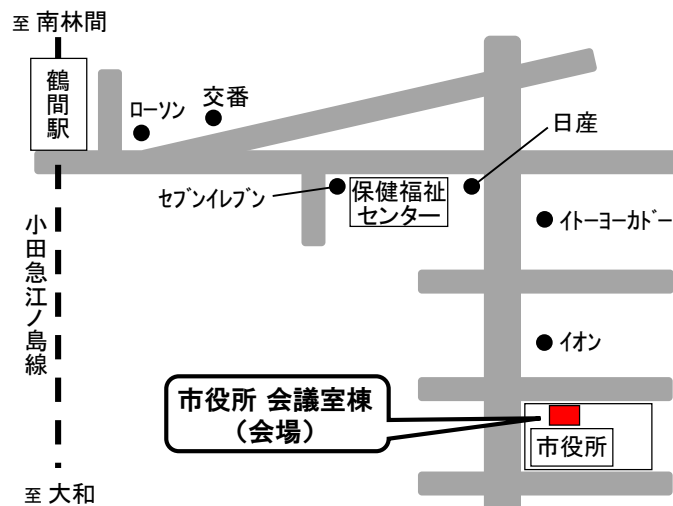 至 南林間
鶴間駅
ローソン
交番
日産
セブンイレブン
保健福祉
センター
イトーヨーカドー
小田急江ノ島線
イオン
市役所 会議室棟
（会場）
市役所
至 大和